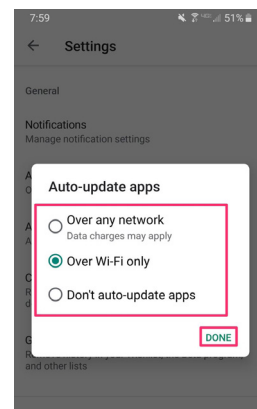 7:59
51%
Settings
General
Notifications
Manage notification settings
A
Auto-update apps
Over any network
Data charges may apply
Over Wi-Fi only
Don't auto-update apps
DONE
and other lists